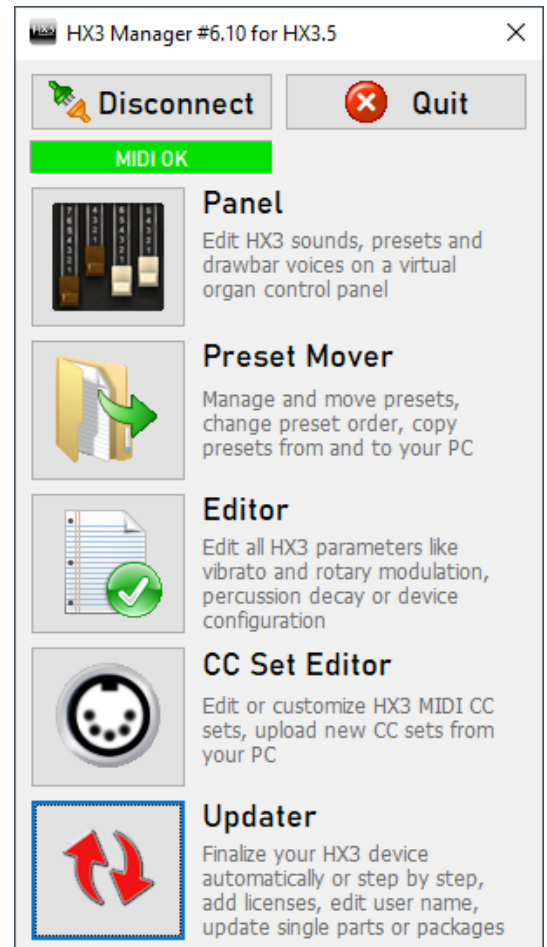 HX3 Manager #6.10 for HX3.5
Disconnect
Quit
MIDI OK
Panel
Edit HX3 sounds, presets and
drawbar voices on a virtual
organ control panel
Preset Mover
Manage and move presets,
change preset order, copy
presets from and to your PC
Editor
Edit all HX3 parameters like
vibrato and rotary modulation,
percussion decay or device
configuration
CC Set Editor
Edit or customize HX3 MIDI CC
sets, upload new CC sets from
your PC
Updater
Finalize your HX3 device
automatically or step by step,
add licenses, edit user name,
update single parts or packages